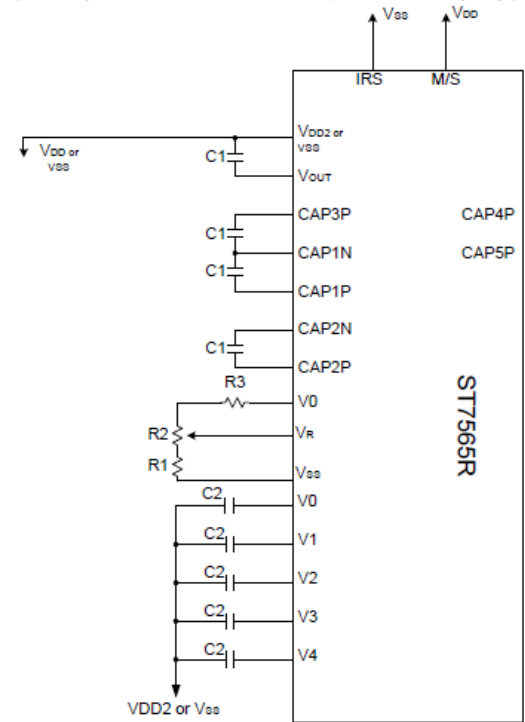 Vss
VDD
IRS M/S
VDD2 or
VSS
VDD or
VSS
C1
VOUT
CAP3P CAP4P
C1
CAP1N CAP5P
C1
CAP1P
CAP2N
C1
CAP2P
R3
V0
R2
VR
R1
Vss
ST7565R
C2
V0
C2
V1
C2
V2
C2
V3
C2
V4
VDD2 or Vss